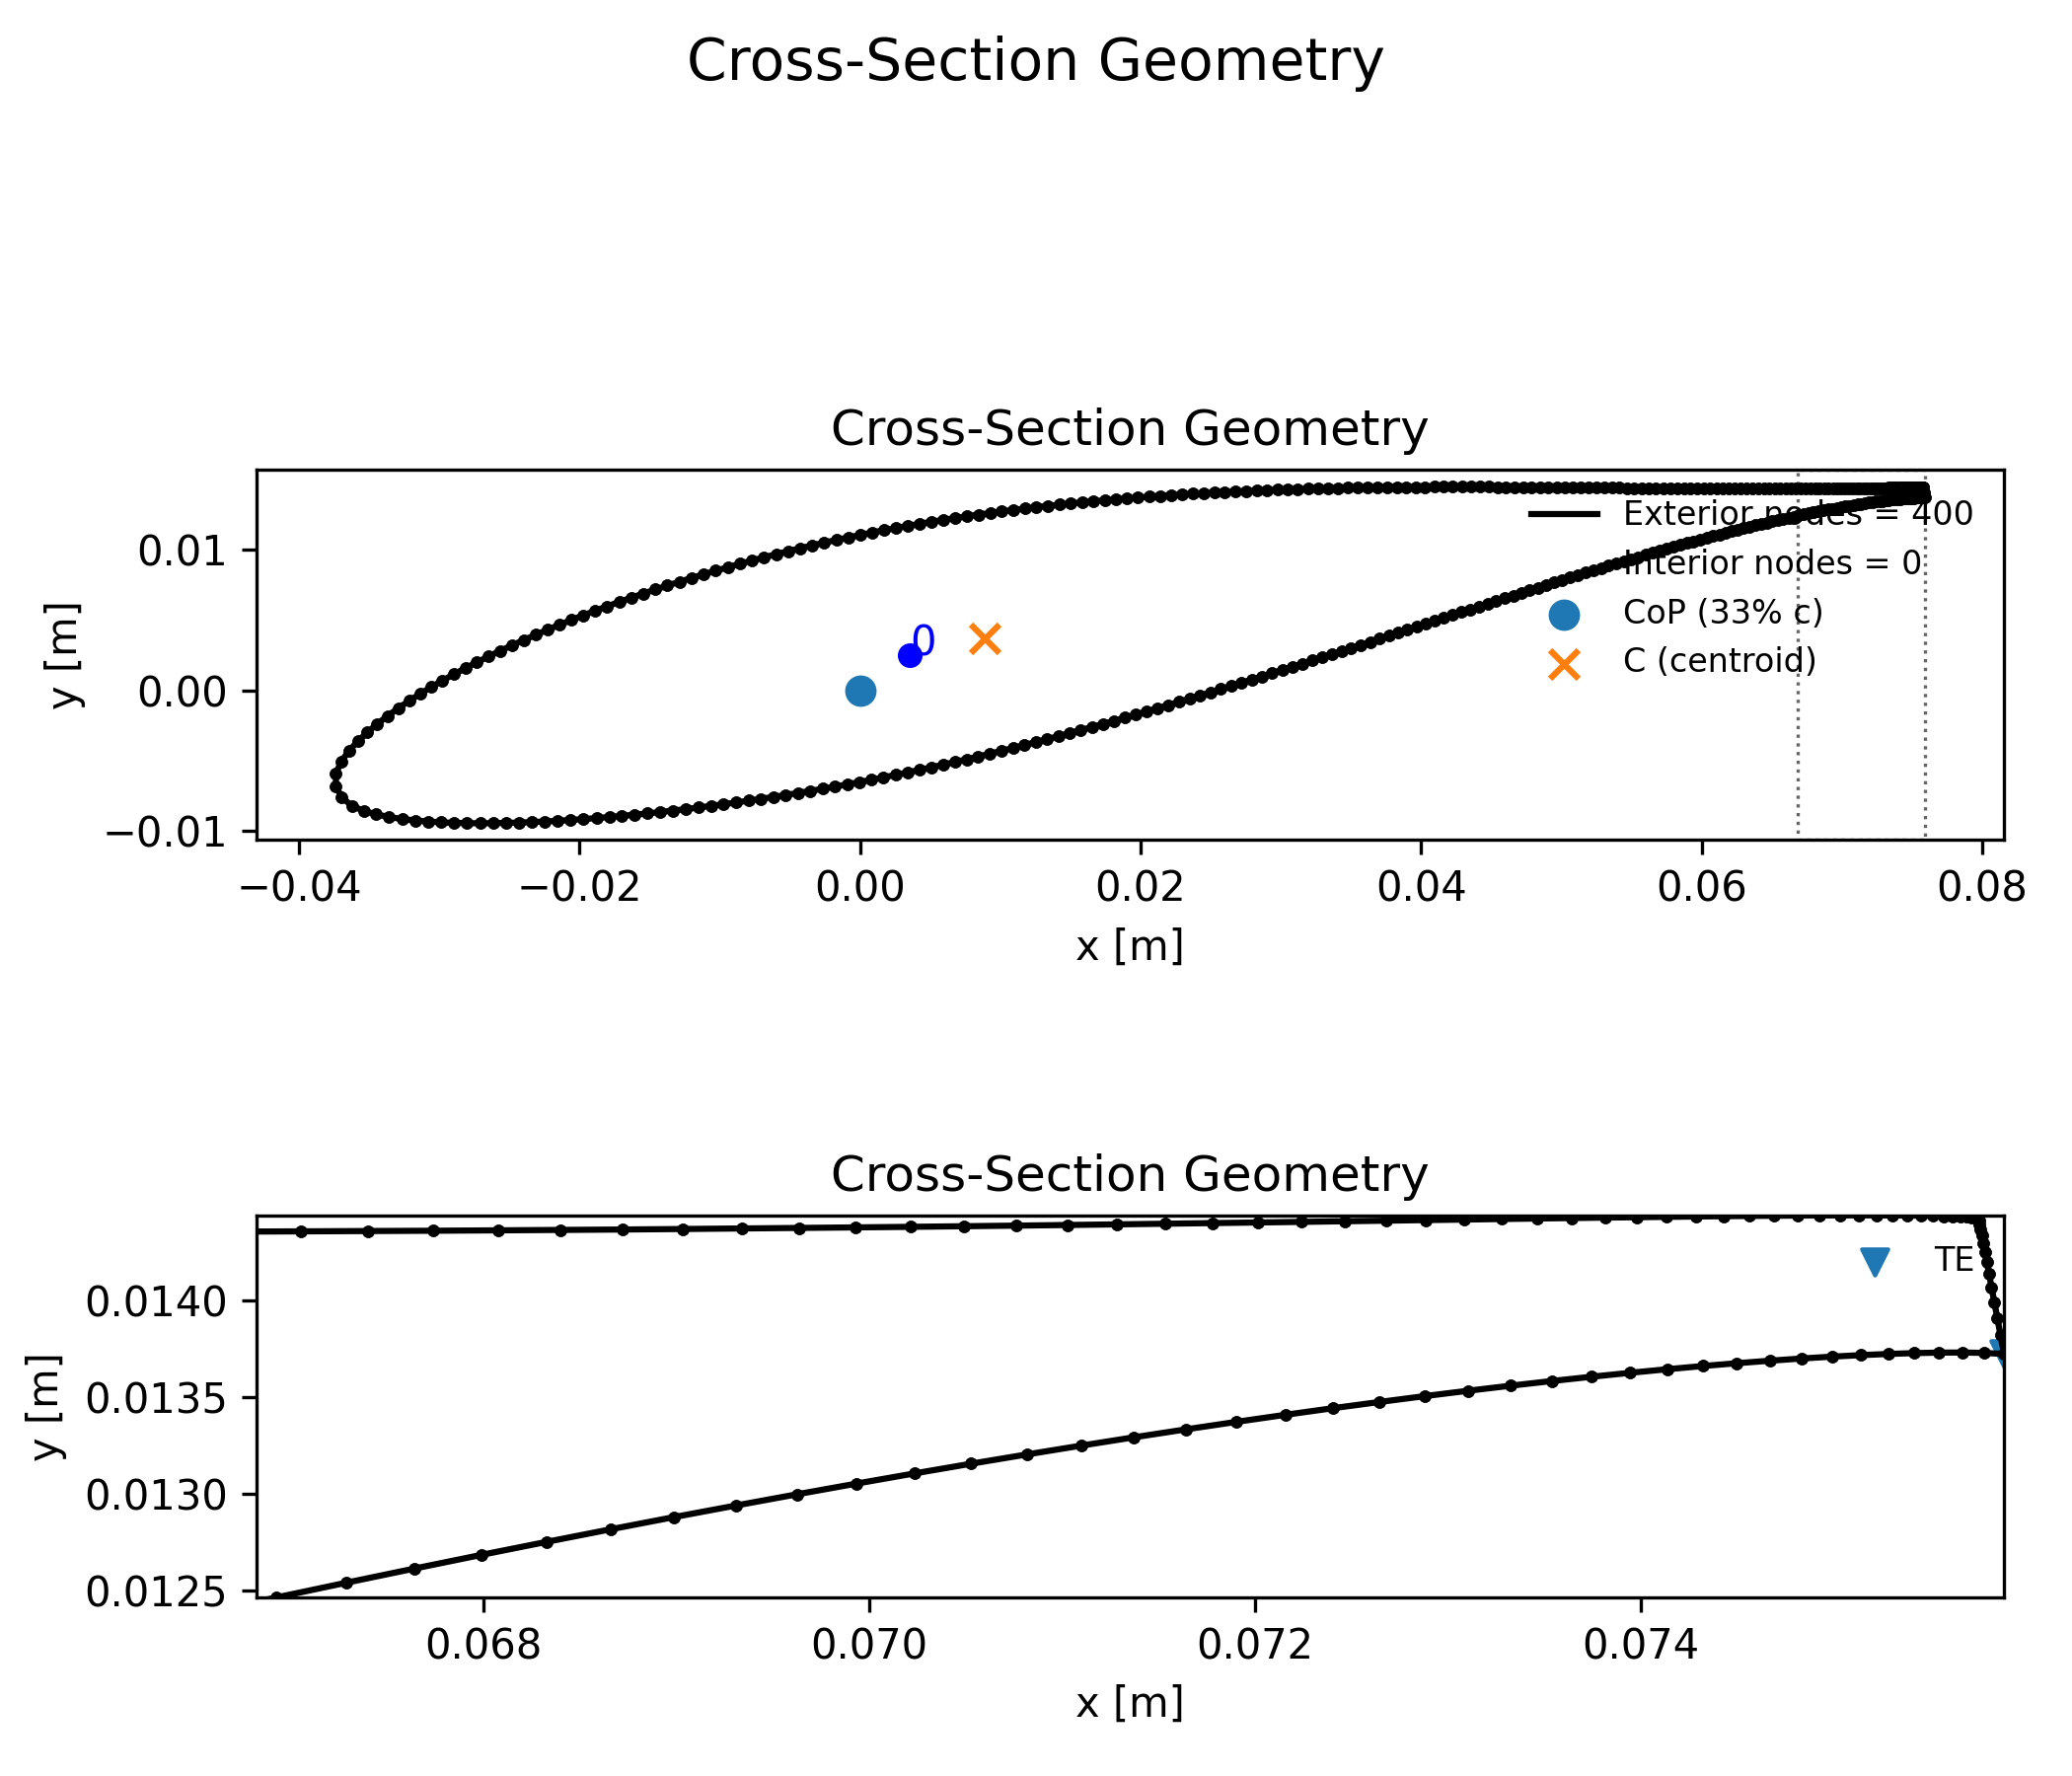 Cross-Section Geometry
Cross-Section Geometry
Exterior nodes = 400
Interior nodes = 0
CoP (33% c)
C (centroid)
0
0.01
0.00
−0.01
y [m]
−0.04 −0.02 0.00 0.02 0.04 0.06 0.08
x [m]
Cross-Section Geometry
TE
0.0140
0.0135
0.0130
0.0125
y [m]
0.068 0.070 0.072 0.074
x [m]